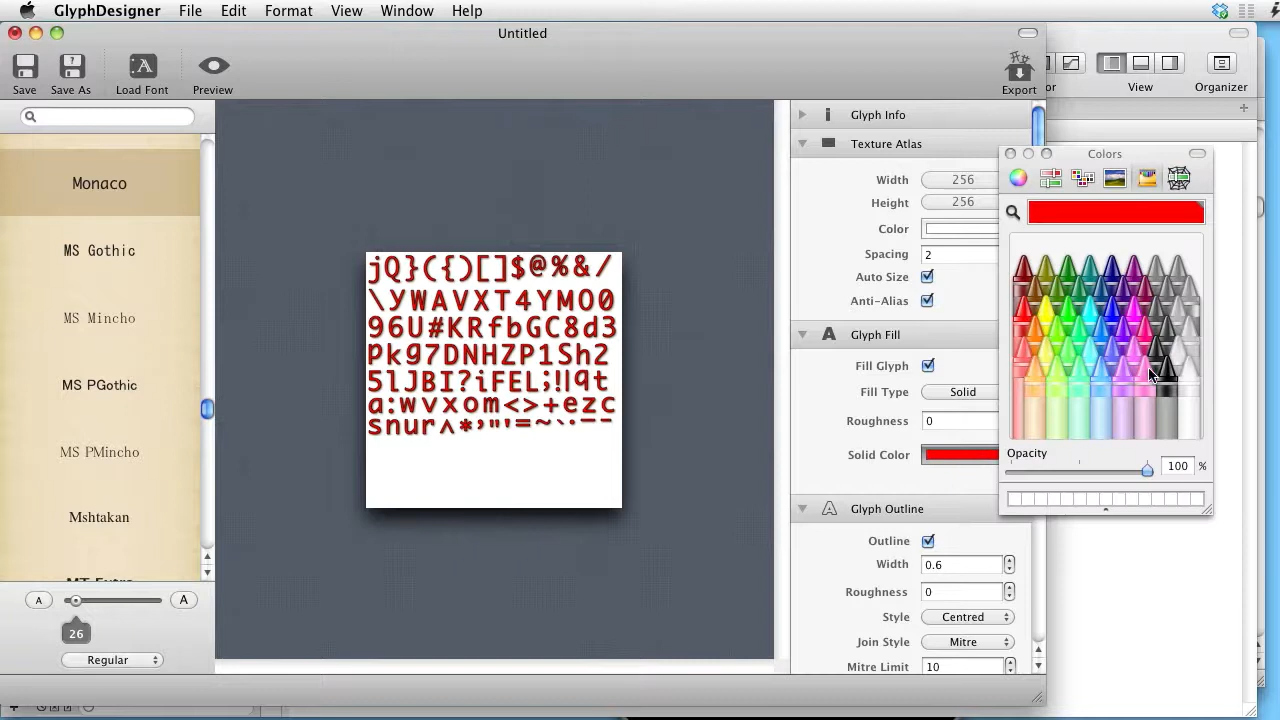 GlyphDesigner File Edit Format View Window Help
Untitled
Save
Save As
Load Font
Preview
Export
View
Organizer
Monaco
MS Gothic
MS Mincho
MS PGothic
MS PMincho
Mshtakan
A
A
26
Regular
jQ}({)[]$@%&/
\yWAVXT4YMO0
96U#KRfbGC8d3
pkg7DNHZP1Sh2
5lJBI?iFEL;!|qt
a:wvxom<>+ezc
Glyph Info
Texture Atlas
Width 256
Height 256
Color
Spacing 2
Auto Size
Anti-Alias
Glyph Fill
Fill Glyph
Fill Type Solid
Roughness 0
Solid Color
Glyph Outline
Outline
Width 0.6
Roughness 0
Style Centred
Join Style Mitre
Mitre Limit 10
Colors
Opacity
100 %